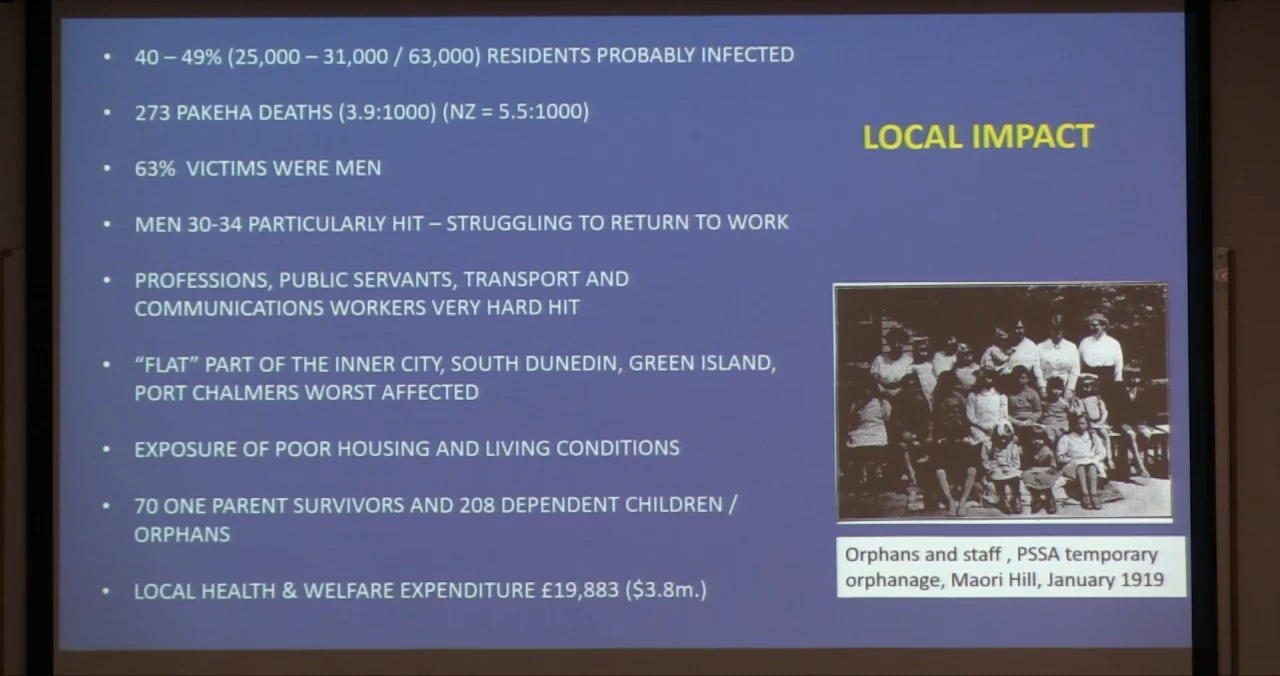 LOCAL IMPACT
• 40 – 49% (25,000 – 31,000 / 63,000) RESIDENTS PROBABLY INFECTED
• 273 PAKEHA DEATHS (3.9:1000) (NZ = 5.5:1000)
• 63% VICTIMS WERE MEN
• MEN 30-34 PARTICULARLY HIT – STRUGGLING TO RETURN TO WORK
• PROFESSIONS, PUBLIC SERVANTS, TRANSPORT AND
COMMUNICATIONS WORKERS VERY HARD HIT
• “FLAT” PART OF THE INNER CITY, SOUTH DUNEDIN, GREEN ISLAND,
PORT CHALMERS WORST AFFECTED
• EXPOSURE OF POOR HOUSING AND LIVING CONDITIONS
• 70 ONE PARENT SURVIVORS AND 208 DEPENDENT CHILDREN /
ORPHANS
• LOCAL HEALTH & WELFARE EXPENDITURE £19,883 ($3.8m.)
Orphans and staff , PSSA temporary
orphanage, Maori Hill, January 1919